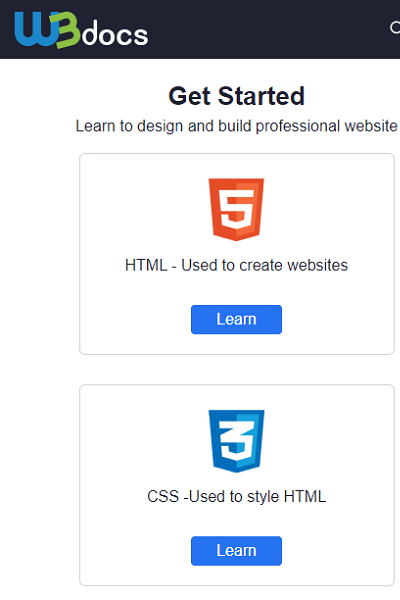 W3docs
Get Started
Learn to design and build professional website
5
HTML - Used to create websites
Learn
3
CSS -Used to style HTML
Learn